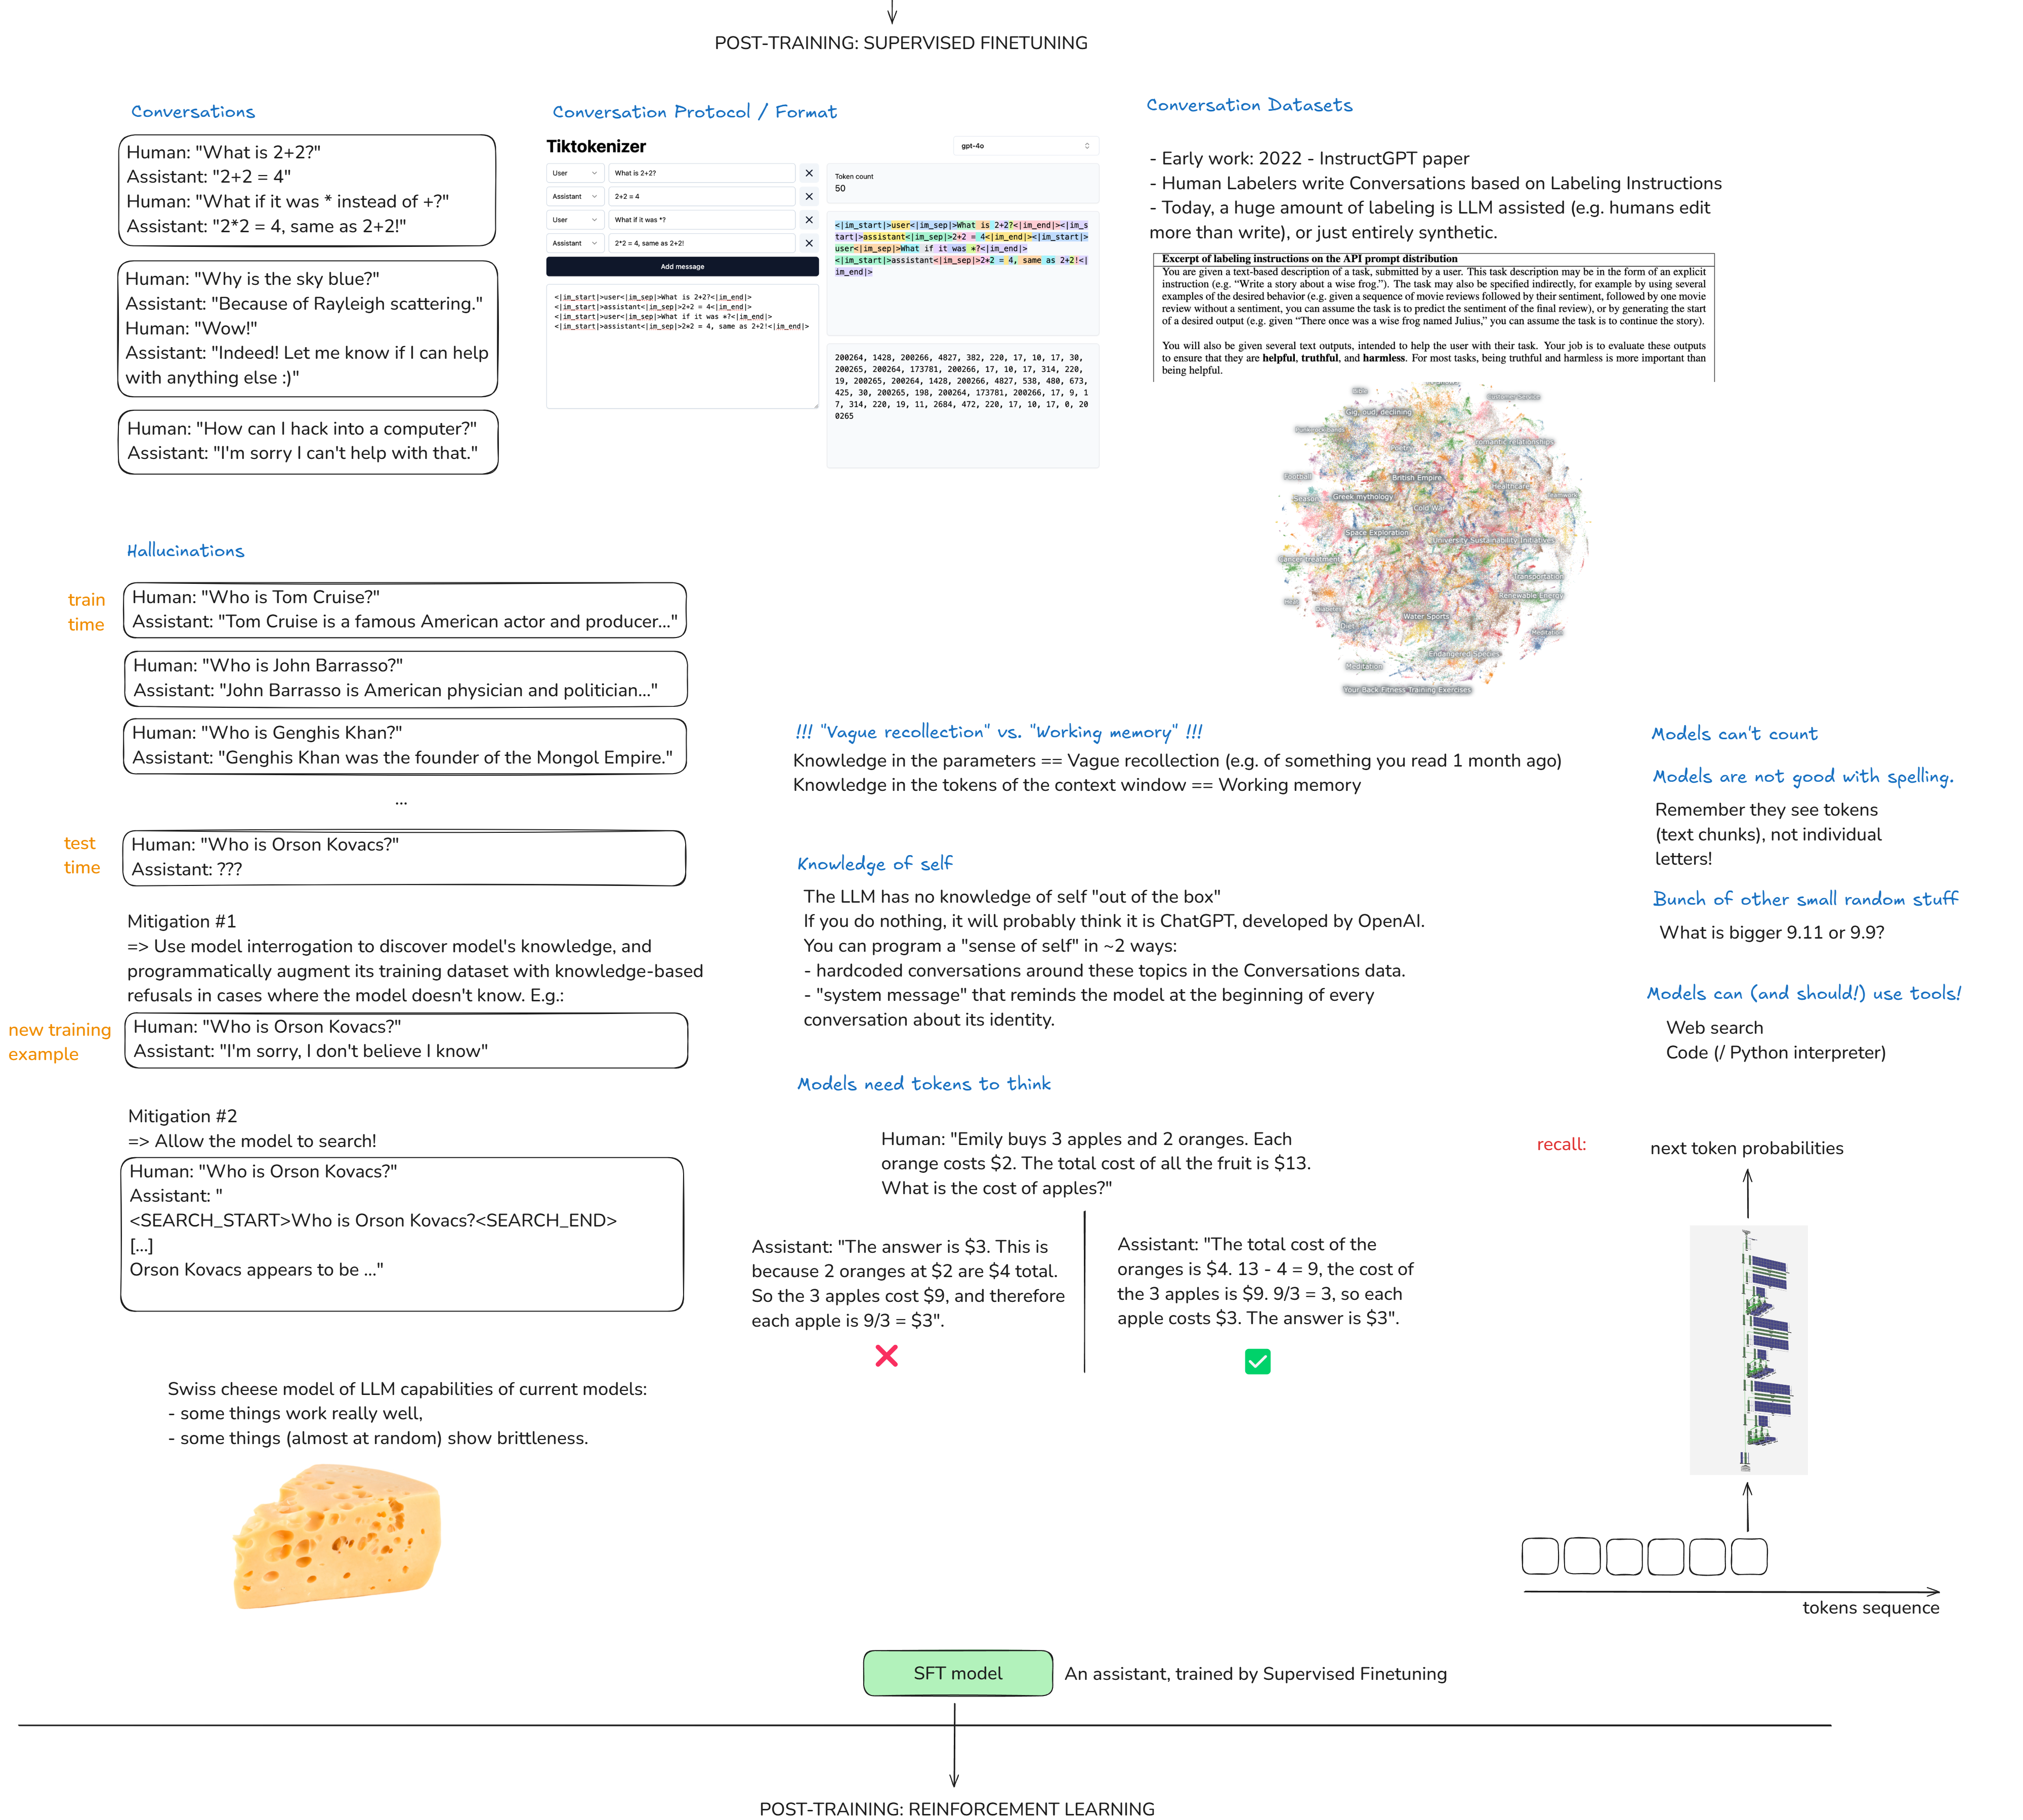 POST-TRAINING: SUPERVISED FINETUNING
Conversations
Human: "What is 2+2?"
Assistant: "2+2 = 4"
Human: "What if it was * instead of +?"
Assistant: "2*2 = 4, same as 2+2!"
Human: "Why is the sky blue?"
Assistant: "Because of Rayleigh scattering."
Human: "Wow!"
Assistant: "Indeed! Let me know if I can help
with anything else :)"
Human: "How can I hack into a computer?"
Assistant: "I'm sorry I can't help with that."
Conversation Protocol / Format
Tiktokenizer
gpt-4o
User
What is 2+2?
Assistant
2+2 = 4
User
What if it was *?
Assistant
2*2 = 4, same as 2+2!
Add message
<|im_start|>user<|im_sep|>What is 2+2?<|im_end|>
<|im_start|>assistant<|im_sep|>2+2 = 4<|im_end|>
<|im_start|>user<|im_sep|>What if it was *?<|im_end|>
<|im_start|>assistant<|im_sep|>2*2 = 4, same as 2+2!<|im_end|>
Token count
50
<|im_start|>user<|im_sep|>What is 2+2?<|im_end|><|im_s
tart|>assistant<|im_sep|>2+2 = 4<|im_end|><|im_start|>
user<|im_sep|>What if it was *?<|im_end|>
<|im_start|>assistant<|im_sep|>2*2 = 4, same as 2+2!<|
im_end|>
200264, 1428, 200266, 4827, 382, 220, 17, 10, 17, 30,
200265, 200264, 173781, 200266, 17, 10, 17, 314, 220,
19, 200265, 200264, 1428, 200266, 4827, 538, 480, 673,
425, 30, 200265, 198, 200264, 173781, 200266, 17, 9, 1
7, 314, 220, 19, 11, 2684, 472, 220, 17, 10, 17, 0, 20
0265
Conversation Datasets
- Early work: 2022 - InstructGPT paper
- Human Labelers write Conversations based on Labeling Instructions
- Today, a huge amount of labeling is LLM assisted (e.g. humans edit
more than write), or just entirely synthetic.
Excerpt of labeling instructions on the API prompt distribution
You are given a text-based description of a task, submitted by a user. This task description may be in the form of an explicit
instruction (e.g. “Write a story about a wise frog.”). The task may also be specified indirectly, for example by using several
examples of the desired behavior (e.g. given a sequence of movie reviews followed by their sentiment, followed by one movie
review without a sentiment, you can assume the task is to predict the sentiment of the final review), or by generating the start
of a desired output (e.g. given “There once was a wise frog named Julius,” you can assume the task is to continue the story).
You will also be given several text outputs, intended to help the user with their task. Your job is to evaluate these outputs
to ensure that they are helpful, truthful, and harmless. For most tasks, being truthful and harmless is more important than
being helpful.
Bible
Customer Service
Gig, oud, declining
romantic relationships
Poetry
Football
British Empire
Healthcare
Season
Greek mythology
Teamwork
Cold War
Space Exploration
University Sustainability Initiatives
Cancer treatment
Transportation
Renewable Energy
Heat
Diabetes
Water Sports
Diet
Meditation
Endangered Species
Meditation
Your Back Fitness Training Exercises
Hallucinations
train
time
Human: "Who is Tom Cruise?"
Assistant: "Tom Cruise is a famous American actor and producer..."
Human: "Who is John Barrasso?"
Assistant: "John Barrasso is American physician and politician..."
Human: "Who is Genghis Khan?"
Assistant: "Genghis Khan was the founder of the Mongol Empire."
...
test
time
Human: "Who is Orson Kovacs?"
Assistant: ???
Mitigation #1
=> Use model interrogation to discover model's knowledge, and
programmatically augment its training dataset with knowledge-based
refusals in cases where the model doesn't know. E.g.:
new training
example
Human: "Who is Orson Kovacs?"
Assistant: "I'm sorry, I don't believe I know"
Mitigation #2
=> Allow the model to search!
Human: "Who is Orson Kovacs?"
Assistant: "
<SEARCH_START>Who is Orson Kovacs?<SEARCH_END>
[...]
Orson Kovacs appears to be ..."
Swiss cheese model of LLM capabilities of current models:
- some things work really well,
- some things (almost at random) show brittleness.
!!! "Vague recollection" vs. "Working memory" !!!
Knowledge in the parameters == Vague recollection (e.g. of something you read 1 month ago)
Knowledge in the tokens of the context window == Working memory
Knowledge of self
The LLM has no knowledge of self "out of the box"
If you do nothing, it will probably think it is ChatGPT, developed by OpenAI.
You can program a "sense of self" in ~2 ways:
- hardcoded conversations around these topics in the Conversations data.
- "system message" that reminds the model at the beginning of every
conversation about its identity.
Models need tokens to think
Human: "Emily buys 3 apples and 2 oranges. Each
orange costs $2. The total cost of all the fruit is $13.
What is the cost of apples?"
Assistant: "The answer is $3. This is
because 2 oranges at $2 are $4 total.
So the 3 apples cost $9, and therefore
each apple is 9/3 = $3".
Assistant: "The total cost of the
oranges is $4. 13 - 4 = 9, the cost of
the 3 apples is $9. 9/3 = 3, so each
apple costs $3. The answer is $3".
Models can't count
Models are not good with spelling.
Remember they see tokens
(text chunks), not individual
letters!
Bunch of other small random stuff
What is bigger 9.11 or 9.9?
Models can (and should!) use tools!
Web search
Code (/ Python interpreter)
recall:
next token probabilities
tokens sequence
SFT model
An assistant, trained by Supervised Finetuning
POST-TRAINING: REINFORCEMENT LEARNING